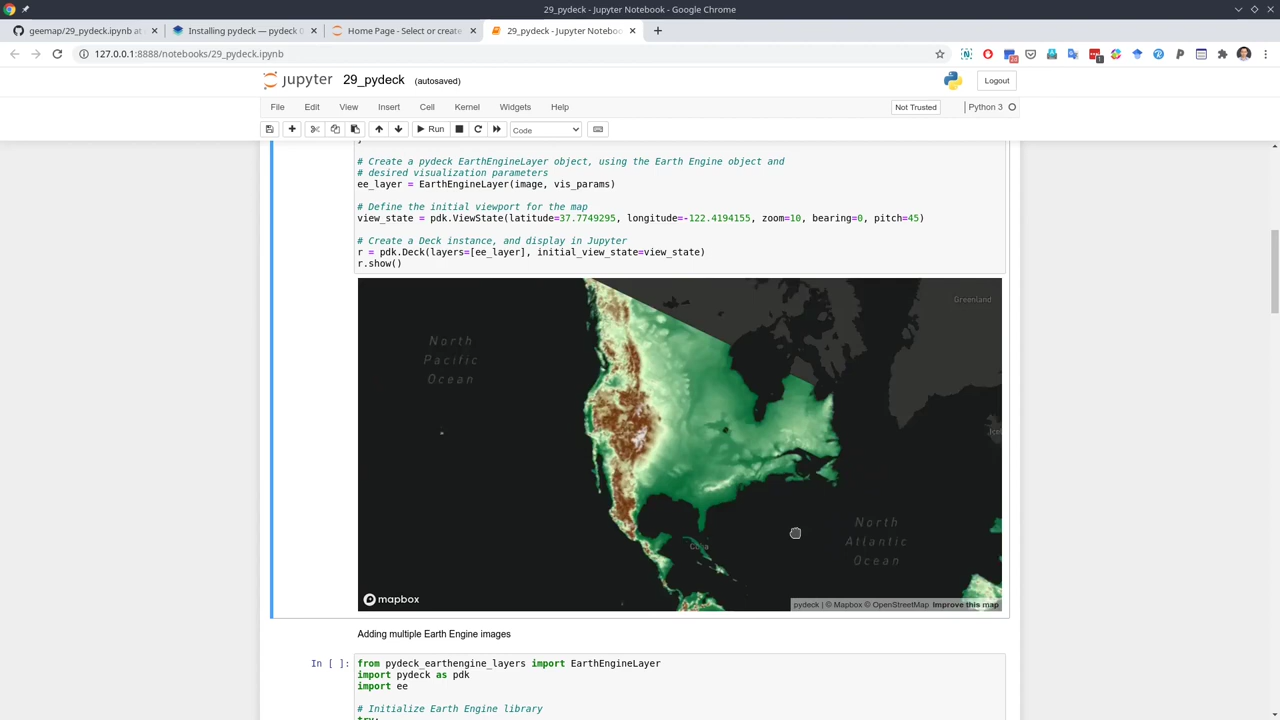 29_pydeck - Jupyter Notebook - Google Chrome
geemap/29_pydeck.ipynb at
Installing pydeck — pydeck
Home Page - Select or create
29_pydeck - Jupyter Noteboo
127.0.0.1:8888/notebooks/29_pydeck.ipynb
jupyter 29_pydeck (autosaved)
Logout
File Edit View Insert Cell Kernel Widgets Help
Not Trusted
Python 3
Run
Code
# Create a pydeck EarthEngineLayer object, using the Earth Engine object and
# desired visualization parameters
ee_layer = EarthEngineLayer(image, vis_params)
# Define the initial viewport for the map
view_state = pdk.ViewState(latitude=37.7749295, longitude=-122.4194155, zoom=10, bearing=0, pitch=45)
# Create a Deck instance, and display in Jupyter
r = pdk.Deck(layers=[ee_layer], initial_view_state=view_state)
r.show()
Greenland
North
Pacific
Ocean
North
Atlantic
Ocean
Cuba
mapbox
pydeck | © Mapbox © OpenStreetMap Improve this map
Adding multiple Earth Engine images
In [ ]:
from pydeck_earthengine_layers import EarthEngineLayer
import pydeck as pdk
import ee
# Initialize Earth Engine library
try: